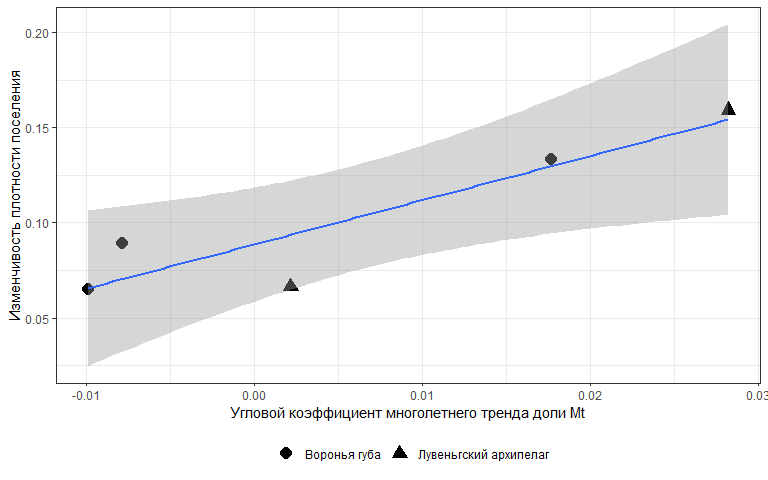 Изменчивость плотности поселения
0.20
0.15
0.10
0.05
-0.01 0.00 0.01 0.02 0.03
Угловой коэффициент многолетнего тренда доли Mt
Воронья губа Лувеньгский архипелаг